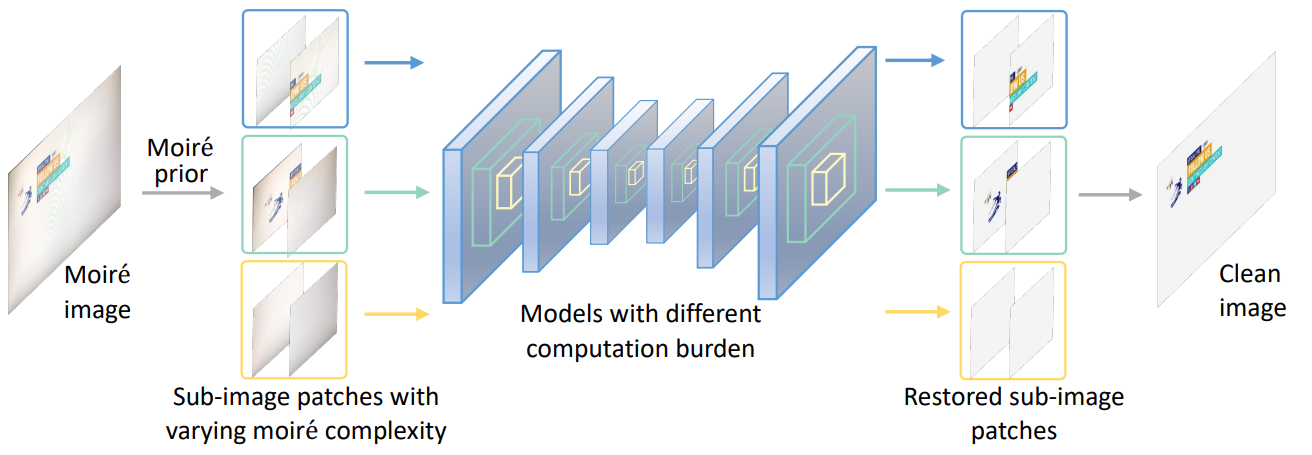 Moiré
prior
Moiré
image
Sub-image patches with
varying moiré complexity
Models with different
computation burden
Restored sub-image
patches
Clean
image